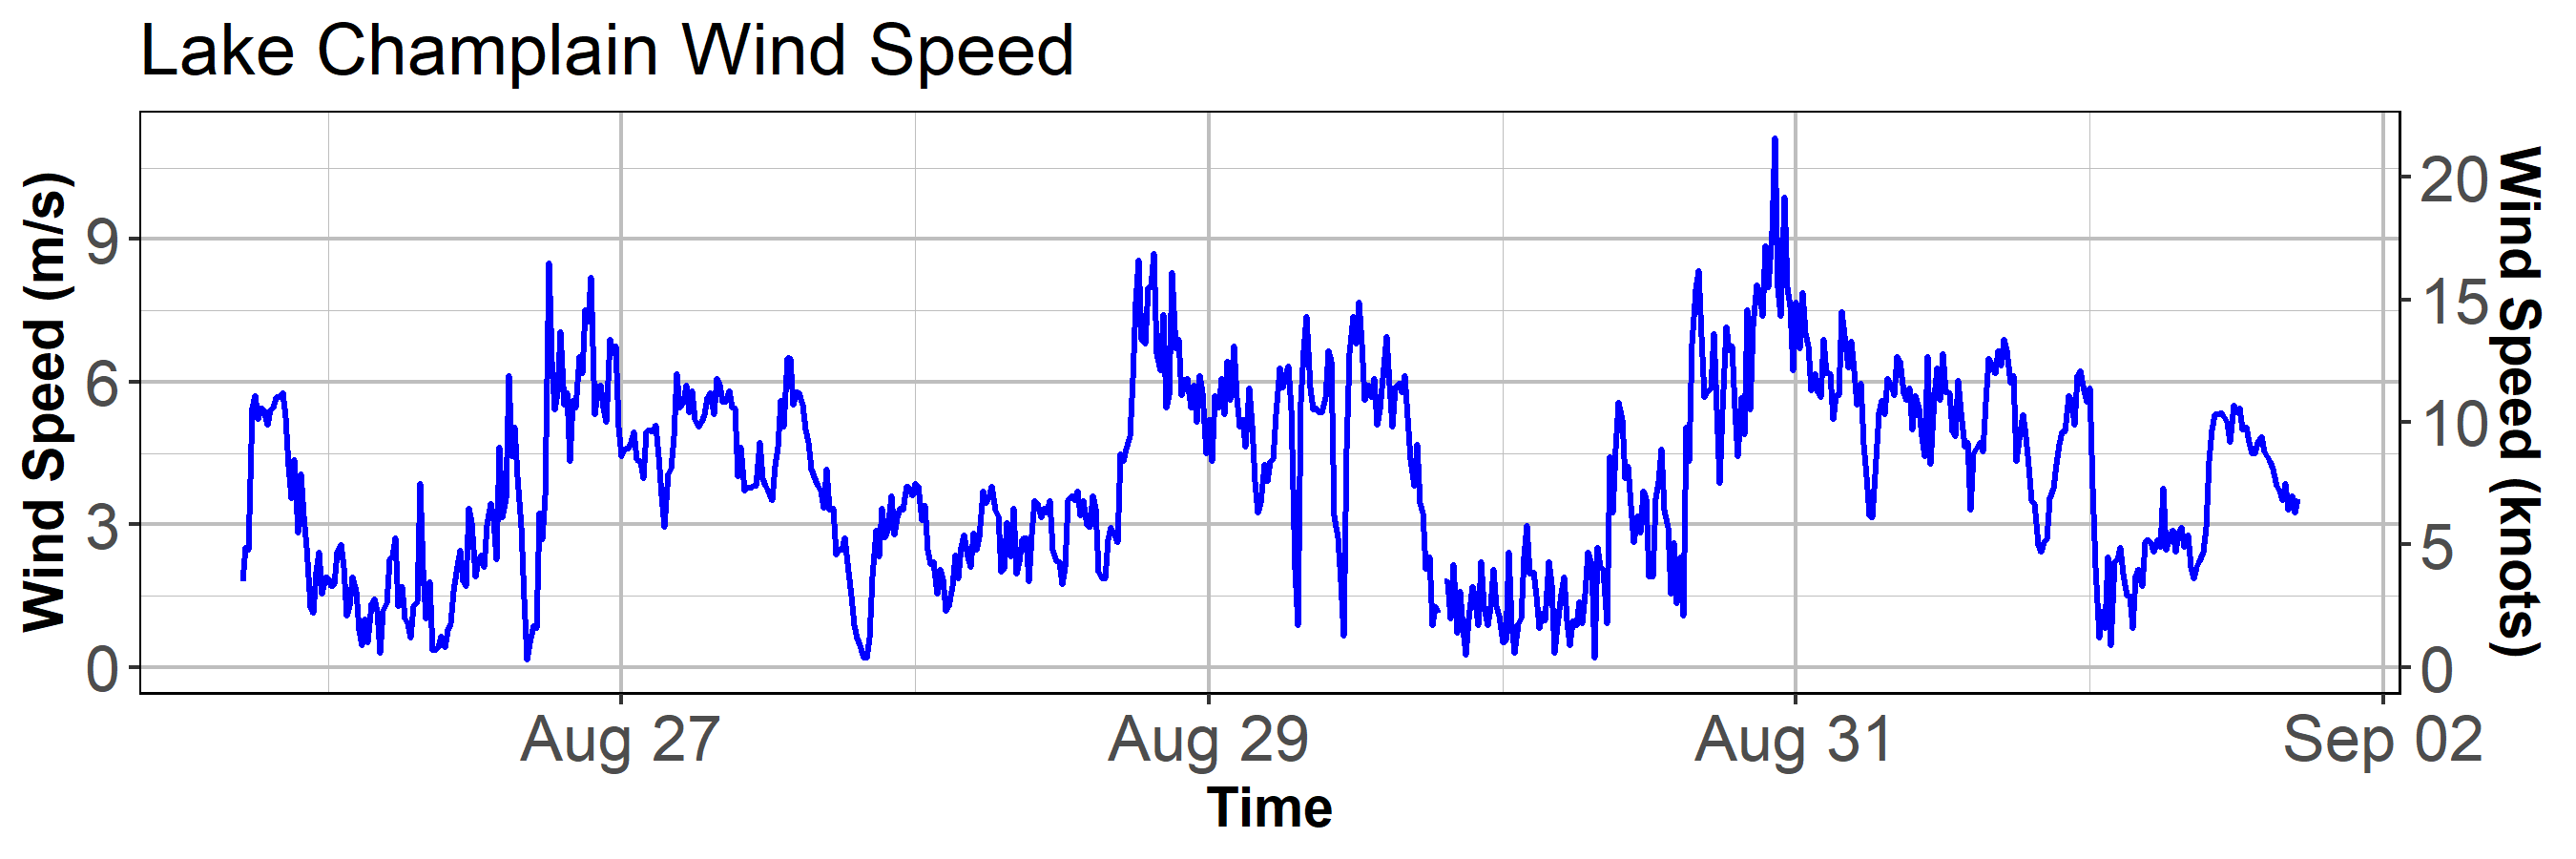 Lake Champlain Wind Speed
Wind Speed (m/s)
9
6
3
0
20
15
10
5
0
Wind Speed (knots)
Aug 27
Aug 29
Aug 31
Sep 02
Time